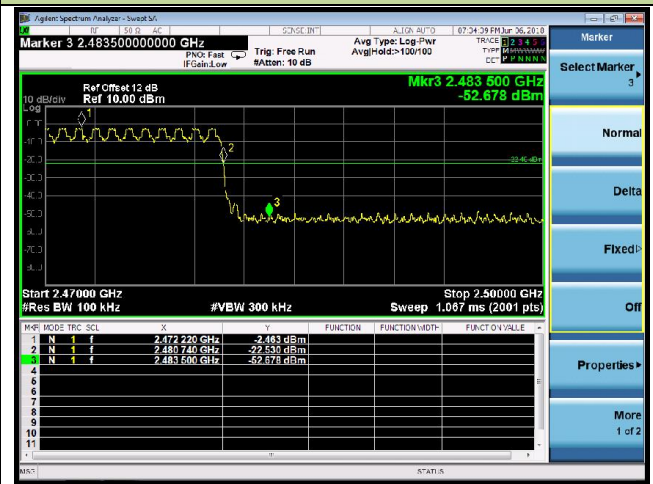 Agilent Spectrum Analyzer - Swept SA
RF 50 Ω AC SENSE:INT ALIGN AUTO 07:34:39 PM Jun 06, 2018
Marker 3 2.483500000000 GHz
PNO: Fast
IFGain:Low
Trig: Free Run
#Atten: 10 dB
Avg Type: Log-Pwr
Avg|Hold:>100/100
TRACE 1 2 3 4 5 6
TYPE
DET P P N N N N
Ref Offset 12 dB
Ref 10.00 dBm
10 dB/div
Log
Mkr3 2.483 500 GHz
-52.678 dBm
1
2
3
Start 2.47000 GHz
Stop 2.50000 GHz
#Res BW 100 kHz
#VBW 300 kHz
Sweep 1.067 ms (2001 pts)
MKR MODE TRC SCL X Y FUNCTION FUNCTION WIDTH FUNCTION VALUE
1 N 1 f 2.472 220 GHz -2.463 dBm
2 N 1 f 2.480 740 GHz -22.530 dBm
3 N 1 f 2.483 500 GHz -52.678 dBm
4
5
6
7
8
9
10
11
MSG
STATUS
Marker
Select Marker
3
Normal
Delta
Fixed
Off
Properties
More
1 of 2